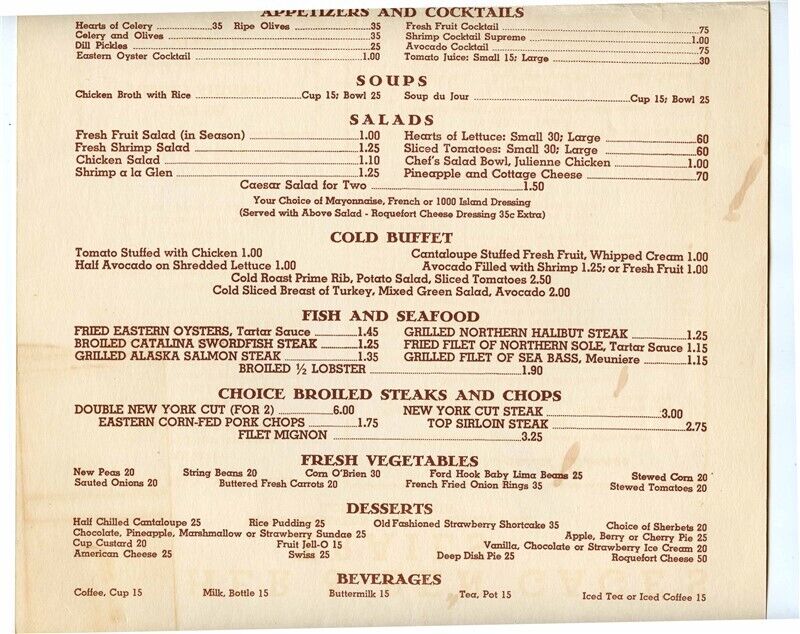 APPETIZERS AND COCKTAILS
Hearts of Celery ........ 35 Ripe Olives ........ 35 Fresh Fruit Cocktail ........ 75
Celery and Olives ........ 35 Shrimp Cocktail Supreme ........ 1.00
Dill Pickles ........ 25 Avocado Cocktail ........ 75
Eastern Oyster Cocktail ........ 1.00 Tomato Juice: Small 15; Large ........ 30
SOUPS
Chicken Broth with Rice ........ Cup 15; Bowl 25 Soup du Jour ........ Cup 15; Bowl 25
SALADS
Fresh Fruit Salad (in Season) ........ 1.00 Hearts of Lettuce: Small 30; Large ........ 60
Fresh Shrimp Salad ........ 1.25 Sliced Tomatoes: Small 30; Large ........ 60
Chicken Salad ........ 1.10 Chef's Salad Bowl, Julienne Chicken ........ 1.00
Shrimp a la Glen ........ 1.25 Pineapple and Cottage Cheese ........ 70
Caesar Salad for Two ........ 1.50
Your Choice of Mayonnaise, French or 1000 Island Dressing
(Served with Above Salad - Roquefort Cheese Dressing 35c Extra)
COLD BUFFET
Tomato Stuffed with Chicken 1.00 Cantaloupe Stuffed Fresh Fruit, Whipped Cream 1.00
Half Avocado on Shredded Lettuce 1.00 Avocado Filled with Shrimp 1.25; or Fresh Fruit 1.00
Cold Roast Prime Rib, Potato Salad, Sliced Tomatoes 2.50
Cold Sliced Breast of Turkey, Mixed Green Salad, Avocado 2.00
FISH AND SEAFOOD
FRIED EASTERN OYSTERS, Tartar Sauce ........ 1.45 GRILLED NORTHERN HALIBUT STEAK ........ 1.25
BROILED CATALINA SWORDFISH STEAK ........ 1.25 FRIED FILET OF NORTHERN SOLE, Tartar Sauce 1.15
GRILLED ALASKA SALMON STEAK ........ 1.35 GRILLED FILET OF SEA BASS, Meuniere ........ 1.15
BROILED ½ LOBSTER ........ 1.90
CHOICE BROILED STEAKS AND CHOPS
DOUBLE NEW YORK CUT (FOR 2) ........ 6.00 NEW YORK CUT STEAK ........ 3.00
EASTERN CORN-FED PORK CHOPS ........ 1.75 TOP SIRLOIN STEAK ........ 2.75
FILET MIGNON ........ 3.25
FRESH VEGETABLES
New Peas 20 String Beans 20 Corn O'Brien 30 Ford Hook Baby Lima Beans 25 Stewed Corn 20
Sauted Onions 20 Buttered Fresh Carrots 20 French Fried Onion Rings 35 Stewed Tomatoes 20
DESSERTS
Half Chilled Cantaloupe 25 Rice Pudding 25 Old Fashioned Strawberry Shortcake 35 Choice of Sherbets 20
Chocolate, Pineapple, Marshmallow or Strawberry Sundae 25 Apple, Berry or Cherry Pie 25
Cup Custard 20 Fruit Jell-O 15 Vanilla, Chocolate or Strawberry Ice Cream 20
American Cheese 25 Swiss 25 Deep Dish Pie 25 Roquefort Cheese 50
BEVERAGES
Coffee, Cup 15 Milk, Bottle 15 Buttermilk 15 Tea, Pot 15 Iced Tea or Iced Coffee 15